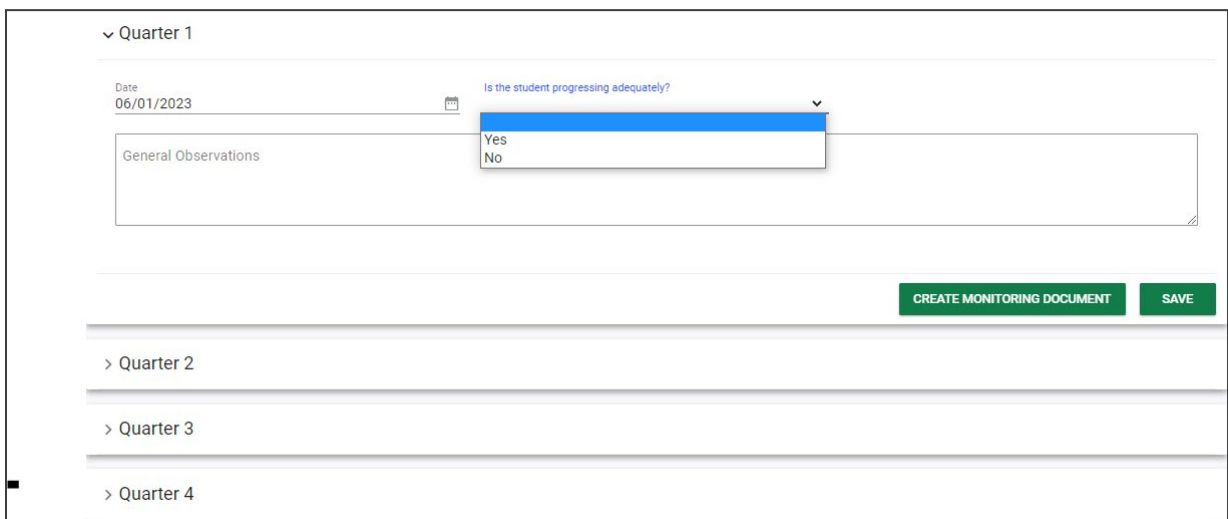 Quarter 1
Date
Is the student progressing adequately?
06/01/2023
Yes
No
General Observations
CREATE MONITORING DOCUMENT
SAVE
Quarter 2
Quarter 3
Quarter 4